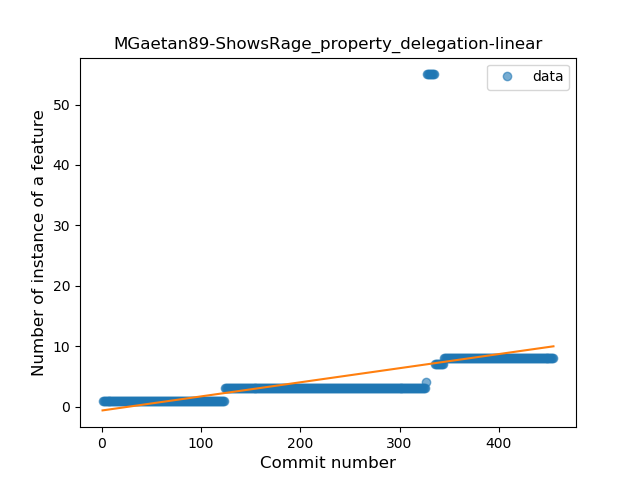 MGaetan89-ShowsRage_property_delegation-linear
data
Number of instance of a feature
50
40
30
20
10
0
0 100 200 300 400
Commit number